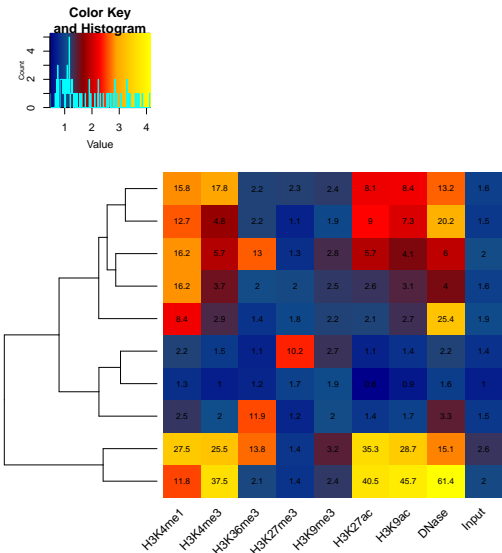 Color Key
and Histogram
Count
0 2 4
1 2 3 4
Value
15.8 17.8 2.2 2.3 2.4 8.1 8.4 13.2 1.6
12.7 4.8 2.2 1.1 1.9 9 7.3 20.2 1.5
16.2 5.7 13 1.3 2.8 5.7 4.1 6 2
16.2 3.7 2 2 2.5 2.6 3.1 4 1.6
8.4 2.9 1.4 1.8 2.2 2.1 2.7 25.4 1.9
2.2 1.5 1.1 10.2 2.7 1.1 1.4 2.2 1.4
1.3 1 1.2 1.7 1.9 0.9 1.6 1
2.5 2 11.9 1.2 2 1.4 1.7 3.3 1.5
27.5 25.5 13.8 1.4 3.2 35.3 28.7 15.1 2.6
11.8 37.5 2.1 1.4 2.4 40.5 45.7 61.4 2
H3K4me1 H3K4me3 H3K36me3 H3K27me3 H3K9me3 H3K27ac H3K9ac DNase Input